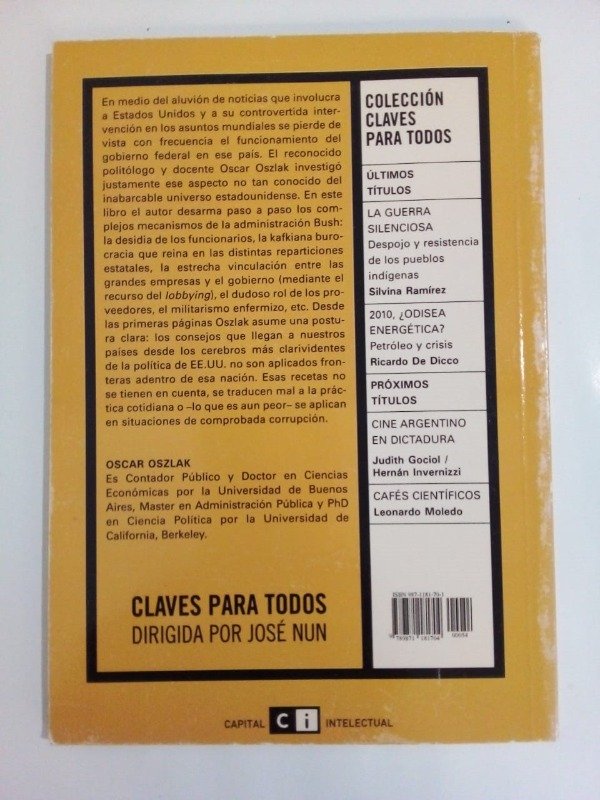 En medio del aluvión de noticias que involucra
a Estados Unidos y a su controvertida inter-
vención en los asuntos mundiales se pierde de
vista con frecuencia el funcionamiento del
gobierno federal en ese país. El reconocido
politólogo y docente Oscar Oszlak investigó
justamente ese aspecto no tan conocido del
inabarcable universo estadounidense. En este
libro el autor desarma paso a paso los com-
plejos mecanismos de la administración Bush:
la desidia de los funcionarios, la kafkiana buro-
cracia que reina en las distintas reparticiones
estatales, la estrecha vinculación entre las
grandes empresas y el gobierno (mediante el
recurso del lobbying), el dudoso rol de los pro-
veedores, el militarismo enfermizo, etc. Desde
las primeras páginas Oszlak asume una postu-
ra clara: los consejos que llegan a nuestros
países desde los cerebros más clarividentes
de la política de EE.UU. no son aplicados fron-
teras adentro de esa nación. Esas recetas no
se tienen en cuenta, se traducen mal a la prác-
tica cotidiana o –lo que es aun peor– se aplican
en situaciones de comprobada corrupción.
OSCAR OSZLAK
Es Contador Público y Doctor en Ciencias
Económicas por la Universidad de Buenos
Aires, Master en Administración Pública y PhD
en Ciencia Política por la Universidad de
California, Berkeley.
CLAVES PARA TODOS
DIRIGIDA POR JOSÉ NUN
COLECCIÓN
CLAVES
PARA TODOS
ÚLTIMOS
TÍTULOS
LA GUERRA
SILENCIOSA
Despojo y resistencia
de los pueblos
indígenas
Silvina Ramírez
2010, ¿ODISEA
ENERGÉTICA?
Petróleo y crisis
Ricardo De Dicco
PRÓXIMOS
TÍTULOS
CINE ARGENTINO
EN DICTADURA
Judith Gociol /
Hernán Invernizzi
CAFÉS CIENTÍFICOS
Leonardo Moledo
ISBN 987-1181-76-1
9 789871 181764
CAPITAL Ci INTELECTUAL